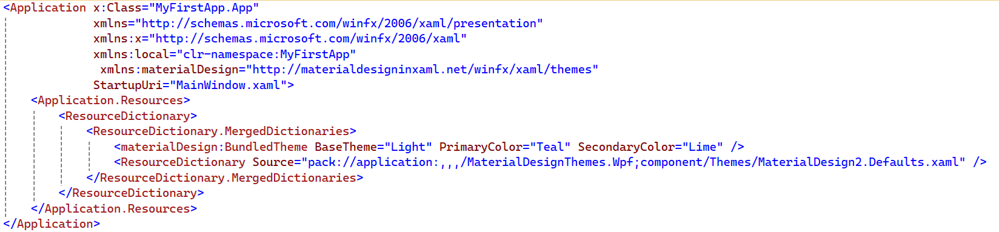 <Application x:Class="MyFirstApp.App"
xmlns="http://schemas.microsoft.com/winfx/2006/xaml/presentation"
xmlns:x="http://schemas.microsoft.com/winfx/2006/xaml"
xmlns:local="clr-namespace:MyFirstApp"
xmlns:materialDesign="http://materialdesigninxaml.net/winfx/xaml/themes"
StartupUri="MainWindow.xaml">
<Application.Resources>
<ResourceDictionary>
<ResourceDictionary.MergedDictionaries>
<materialDesign:BundledTheme BaseTheme="Light" PrimaryColor="Teal" SecondaryColor="Lime" />
<ResourceDictionary Source="pack://application:,,,/MaterialDesignThemes.Wpf;component/Themes/MaterialDesign2.Defaults.xaml" />
</ResourceDictionary.MergedDictionaries>
</ResourceDictionary>
</Application.Resources>
</Application>